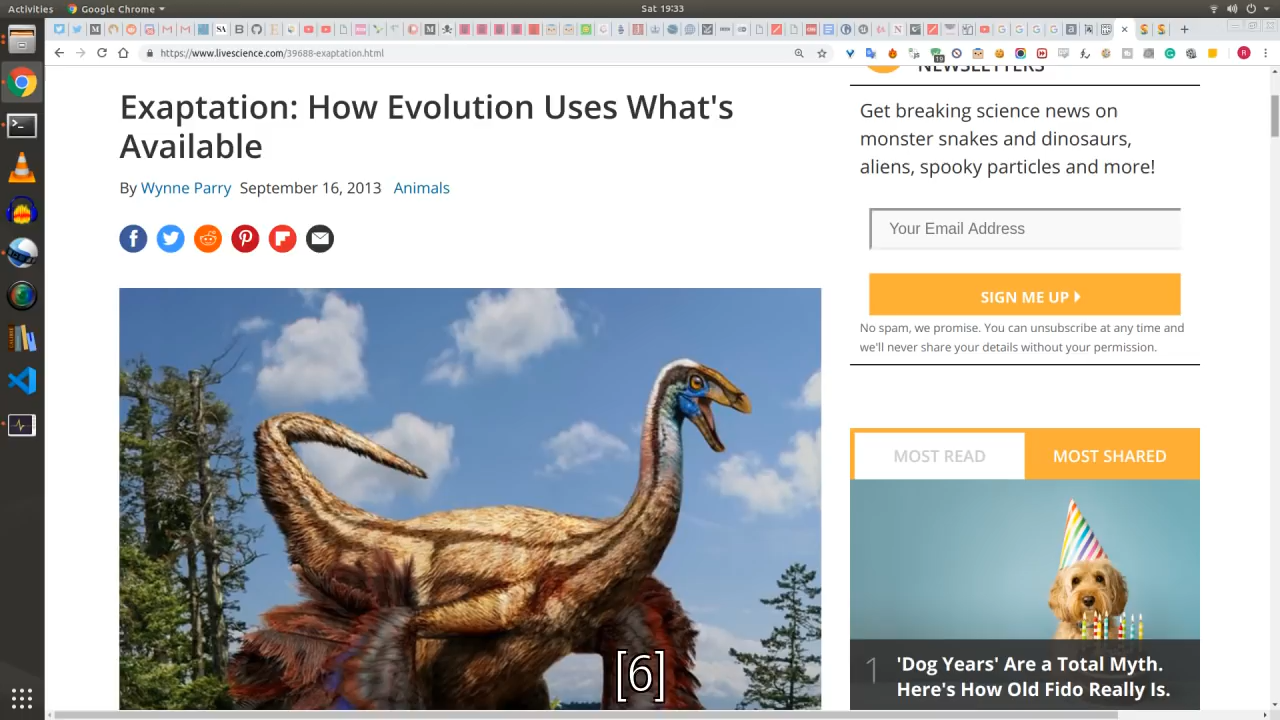 Activities
Google Chrome
Sat 19:33
https://www.livescience.com/39688-exaptation.html
Exaptation: How Evolution Uses What's
Available
By Wynne Parry September 16, 2013 Animals
NEWSLETTERS
Get breaking science news on
monster snakes and dinosaurs,
aliens, spooky particles and more!
Your Email Address
SIGN ME UP
No spam, we promise. You can unsubscribe at any time and
we'll never share your details without your permission.
MOST READ
MOST SHARED
1
'Dog Years' Are a Total Myth.
Here's How Old Fido Really Is.
[6]